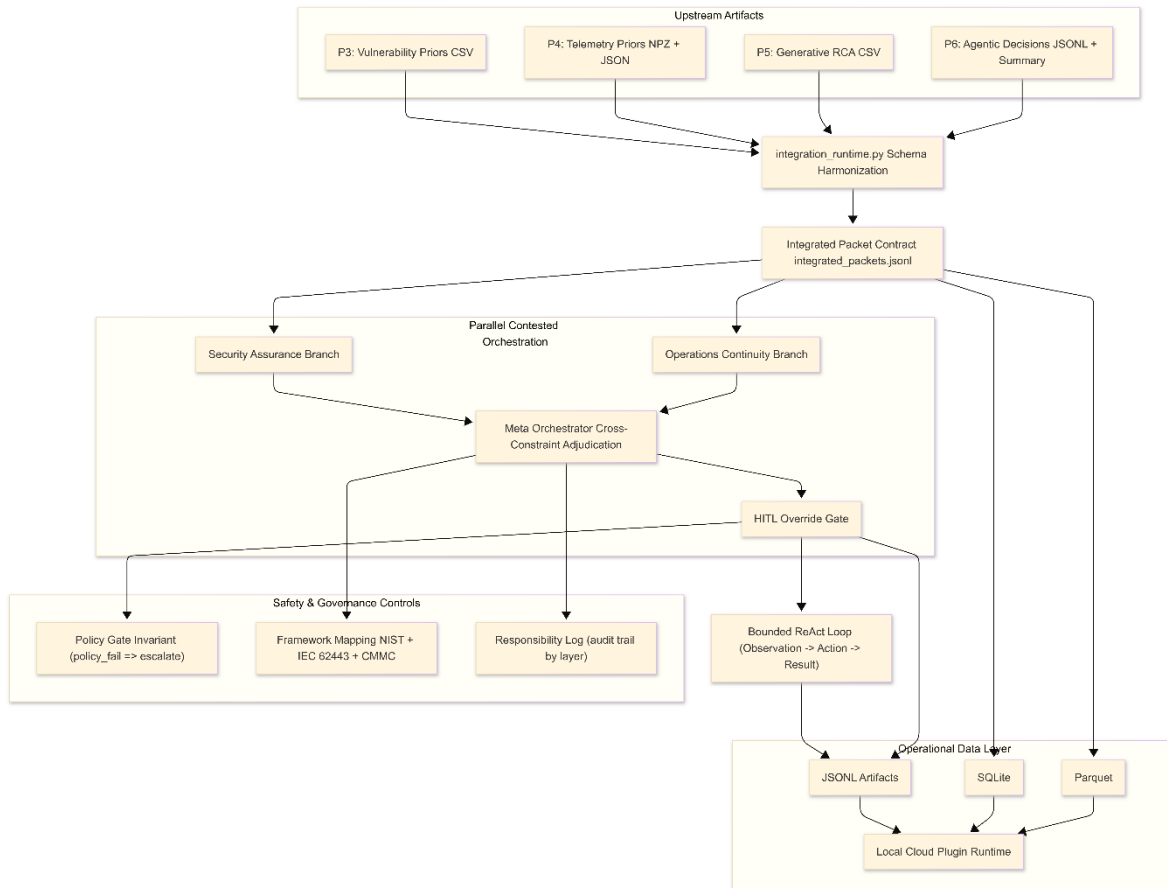 Upstream Artifacts
P3: Vulnerability Priors CSV
P4: Telemetry Priors NPZ +
JSON
P5: Generative RCA CSV
P6: Agentic Decisions JSONL +
Summary
integration_runtime.py Schema
Harmonization
Integrated Packet Contract
integrated_packets.jsonl
Parallel Contested
Orchestration
Security Assurance Branch
Operations Continuity Branch
Meta Orchestrator Cross-
Constraint Adjudication
HITL Override Gate
Safety & Governance Controls
Policy Gate Invariant
(policy_fail => escalate)
Framework Mapping NIST +
IEC 62443 + CMMC
Responsibility Log (audit trail
by layer)
Bounded ReAct Loop
(Observation -> Action ->
Result)
Operational Data Layer
JSONL Artifacts
SQLite
Parquet
Local Cloud Plugin Runtime